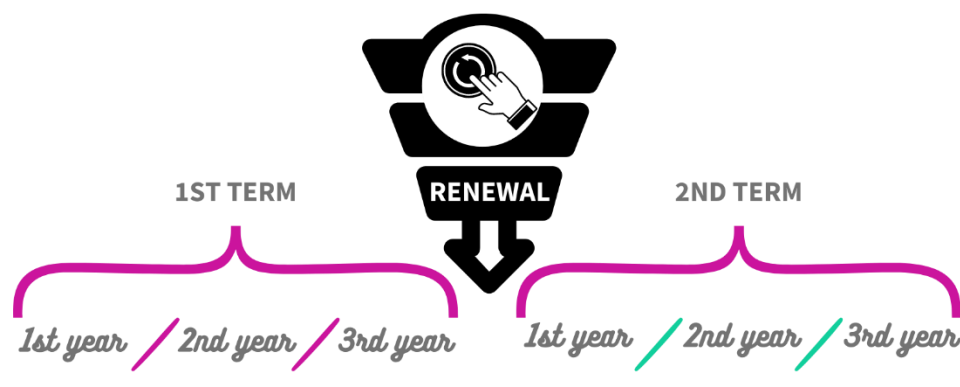 1ST TERM
RENEWAL
2ND TERM
1st year / 2nd year / 3rd year
1st year / 2nd year / 3rd year